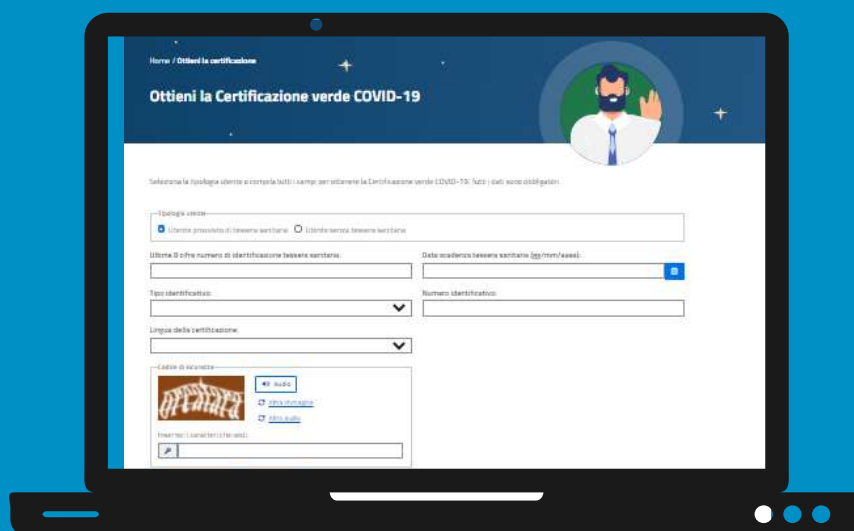 Home / Ottieni la certificazione
Ottieni la Certificazione verde COVID-19
Seleziona la tipologia utente e compila tutti i campi per ottenere la Certificazione verde COVID-19. Tutti i dati sono obbligatori.
Tipologia utente
Utente provvisto di tessera sanitaria Utente senza tessera sanitaria
Ultime 8 cifre numero di identificazione tessera sanitaria: Data scadenza tessera sanitaria (gg/mm/aaaa):
Tipo identificativo: Numero identificativo:
Lingua della certificazione:
Codice di sicurezza
Audio
Altra immagine
Altro audio
Inserisci i caratteri che vedi: